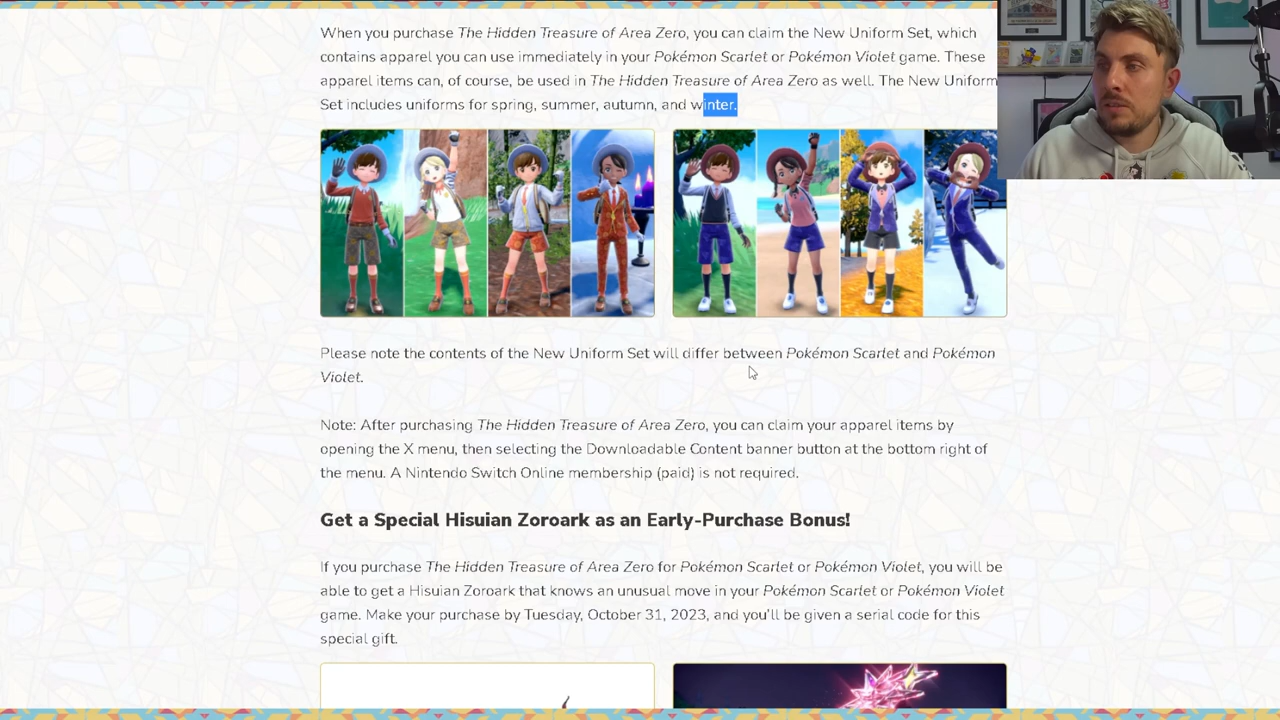 When you purchase The Hidden Treasure of Area Zero, you can claim the New Uniform Set, which
contains apparel you can use immediately in your Pokémon Scarlet or Pokémon Violet game. These
apparel items can, of course, be used in The Hidden Treasure of Area Zero as well. The New Uniform
Set includes uniforms for spring, summer, autumn, and winter.
Please note the contents of the New Uniform Set will differ between Pokémon Scarlet and Pokémon
Violet.
Note: After purchasing The Hidden Treasure of Area Zero, you can claim your apparel items by
opening the X menu, then selecting the Downloadable Content banner button at the bottom right of
the menu. A Nintendo Switch Online membership (paid) is not required.
Get a Special Hisuian Zoroark as an Early-Purchase Bonus!
If you purchase The Hidden Treasure of Area Zero for Pokémon Scarlet or Pokémon Violet, you will be
able to get a Hisuian Zoroark that knows an unusual move in your Pokémon Scarlet or Pokémon Violet
game. Make your purchase by Tuesday, October 31, 2023, and you'll be given a serial code for this
special gift.